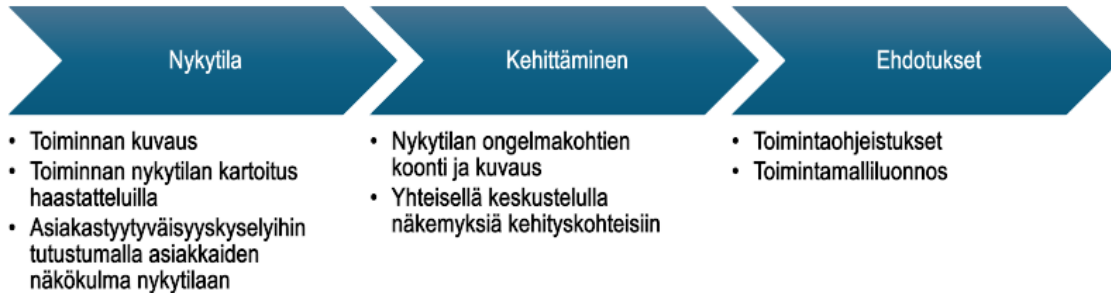 Nykytila
• Toiminnan kuvaus
• Toiminnan nykytilan kartoitus
haastatteluilla
• Asiakastyytyväisyyskyselyihin
tutustumalla asiakkaiden
näkökulma nykytilaan
Kehittäminen
• Nykytilan ongelmakohtien
koonti ja kuvaus
• Yhteisellä keskustelulla
näkemyksiä kehityskohteisiin
Ehdotukset
• Toimintaohjeistukset
• Toimintamalliluonnos